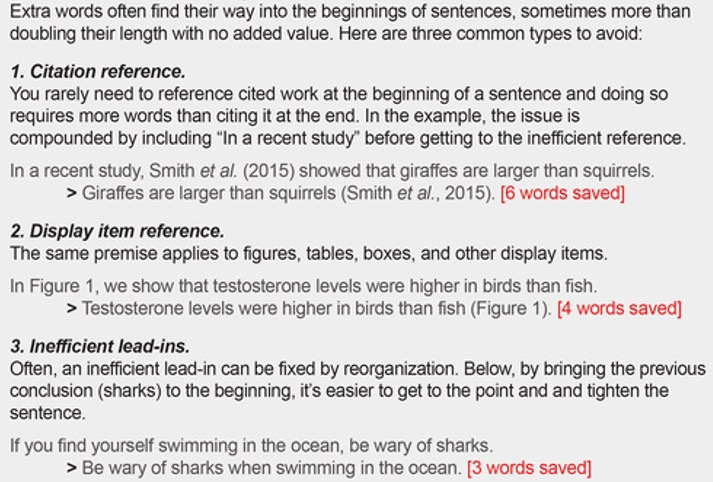 Extra words often find their way into the beginnings of sentences, sometimes more than
doubling their length with no added value. Here are three common types to avoid:
1. Citation reference.
You rarely need to reference cited work at the beginning of a sentence and doing so
requires more words than citing it at the end. In the example, the issue is
compounded by including “In a recent study” before getting to the inefficient reference.
In a recent study, Smith et al. (2015) showed that giraffes are larger than squirrels.
> Giraffes are larger than squirrels (Smith et al., 2015). [6 words saved]
2. Display item reference.
The same premise applies to figures, tables, boxes, and other display items.
In Figure 1, we show that testosterone levels were higher in birds than fish.
> Testosterone levels were higher in birds than fish (Figure 1). [4 words saved]
3. Inefficient lead-ins.
Often, an inefficient lead-in can be fixed by reorganization. Below, by bringing the previous
conclusion (sharks) to the beginning, it’s easier to get to the point and and tighten the
sentence.
If you find yourself swimming in the ocean, be wary of sharks.
> Be wary of sharks when swimming in the ocean. [3 words saved]